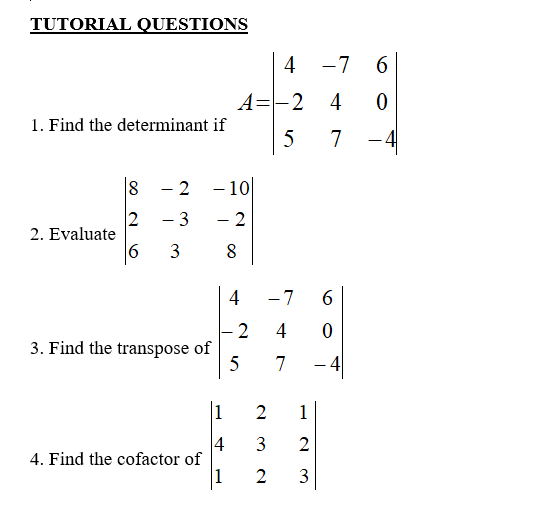 TUTORIAL QUESTIONS
4 −7 6
A= −2 4 0
1. Find the determinant if
5 7 −4
8 −2 −10
2 −3 −2
2. Evaluate
6 3 8
4 −7 6
−2 4 0
3. Find the transpose of
5 7 −4
1 2 1
4 3 2
4. Find the cofactor of
1 2 3